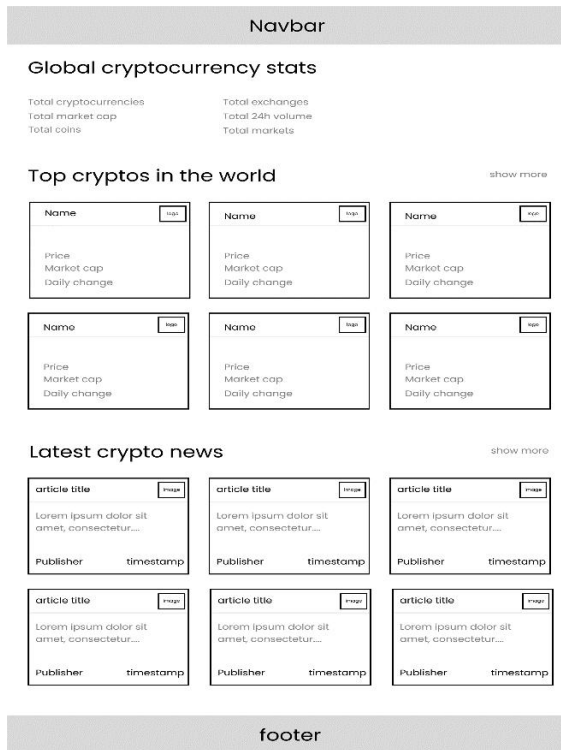 Navbar
Global cryptocurrency stats
Total cryptocurrencies Total exchanges
Total market cap Total 24h volume
Total coins Total markets
Top cryptos in the world show more
Name logo Name logo Name logo
Price Price Price
Market cap Market cap Market cap
Daily change Daily change Daily change
Name logo Name logo Name logo
Price Price Price
Market cap Market cap Market cap
Daily change Daily change Daily change
Latest crypto news show more
article title image article title image article title image
Lorem ipsum dolor sit Lorem ipsum dolor sit Lorem ipsum dolor sit
amet, consectetur.... amet, consectetur.... amet, consectetur....
Publisher timestamp Publisher timestamp Publisher timestamp
article title image article title image article title image
Lorem ipsum dolor sit Lorem ipsum dolor sit Lorem ipsum dolor sit
amet, consectetur.... amet, consectetur.... amet, consectetur....
Publisher timestamp Publisher timestamp Publisher timestamp
footer